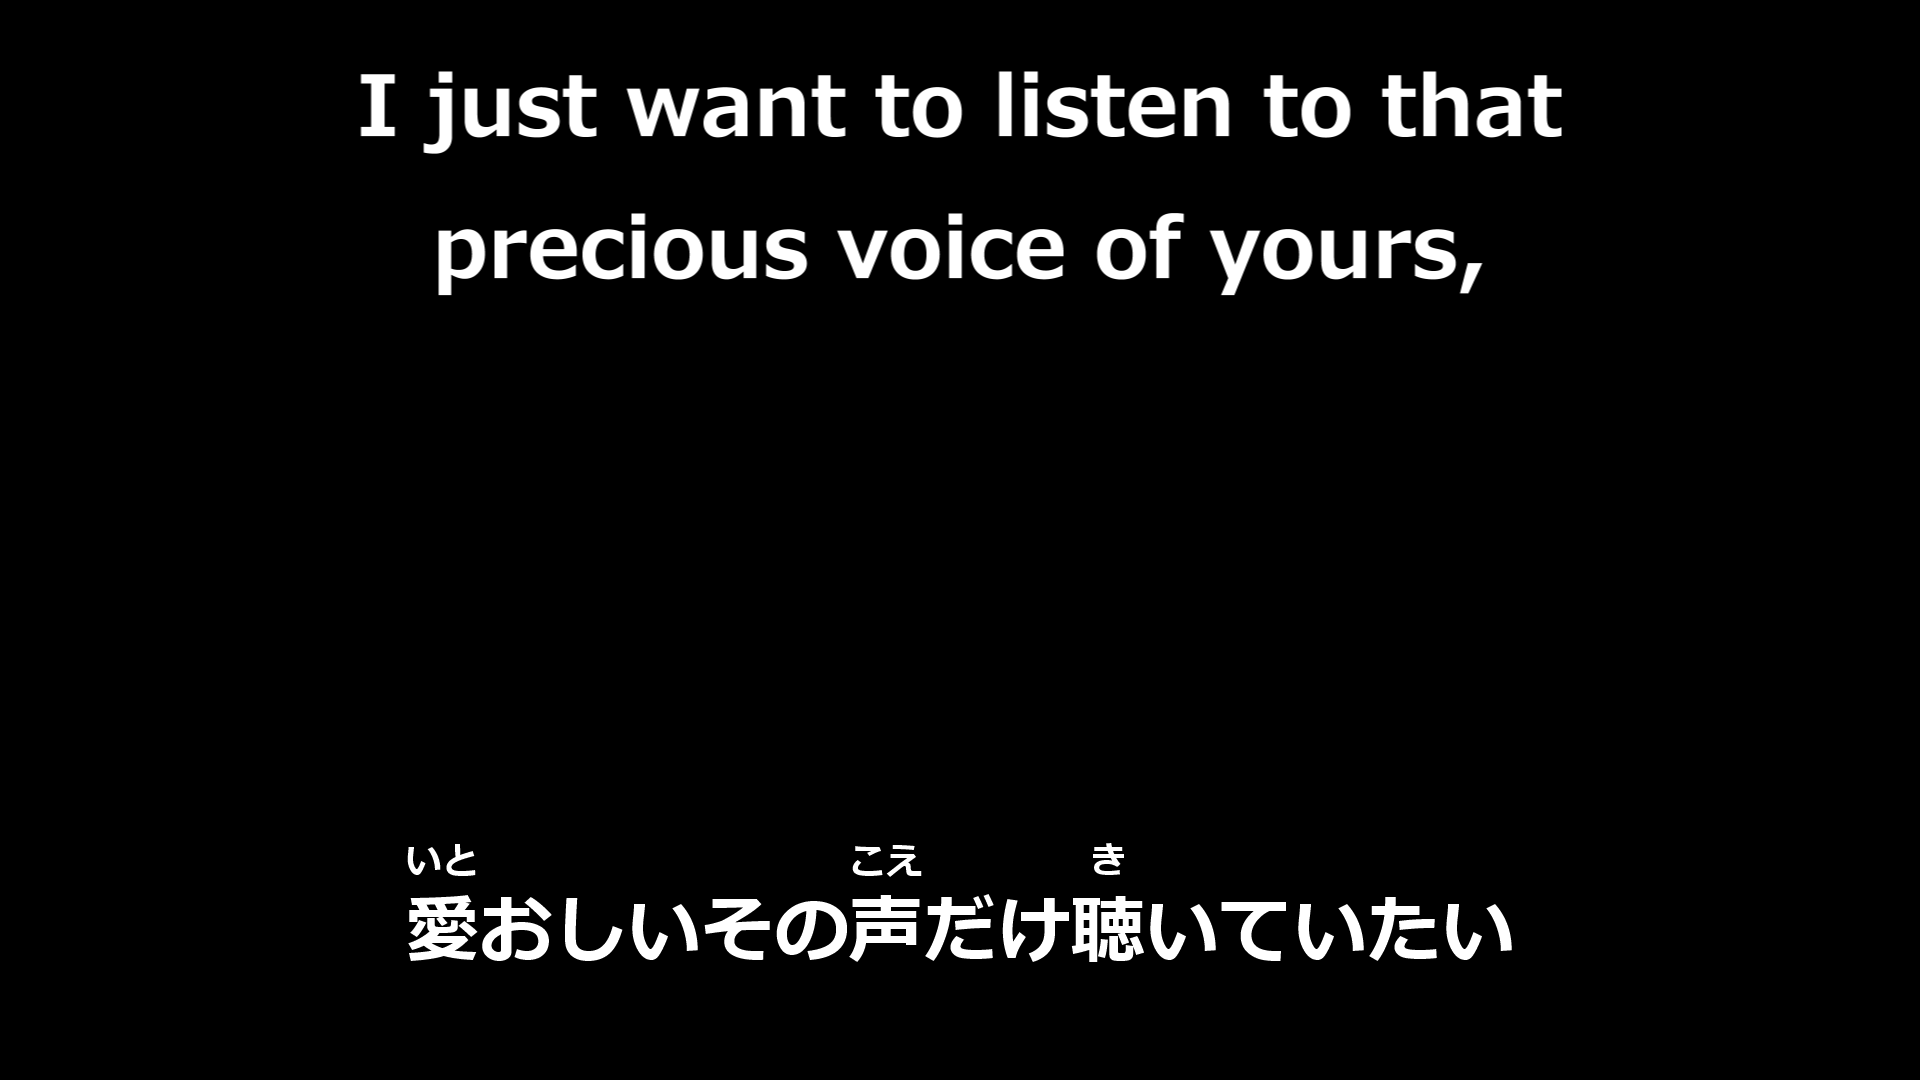 I just want to listen to that
precious voice of yours,
いと こえ き
愛おしいその声だけ聴いていたい